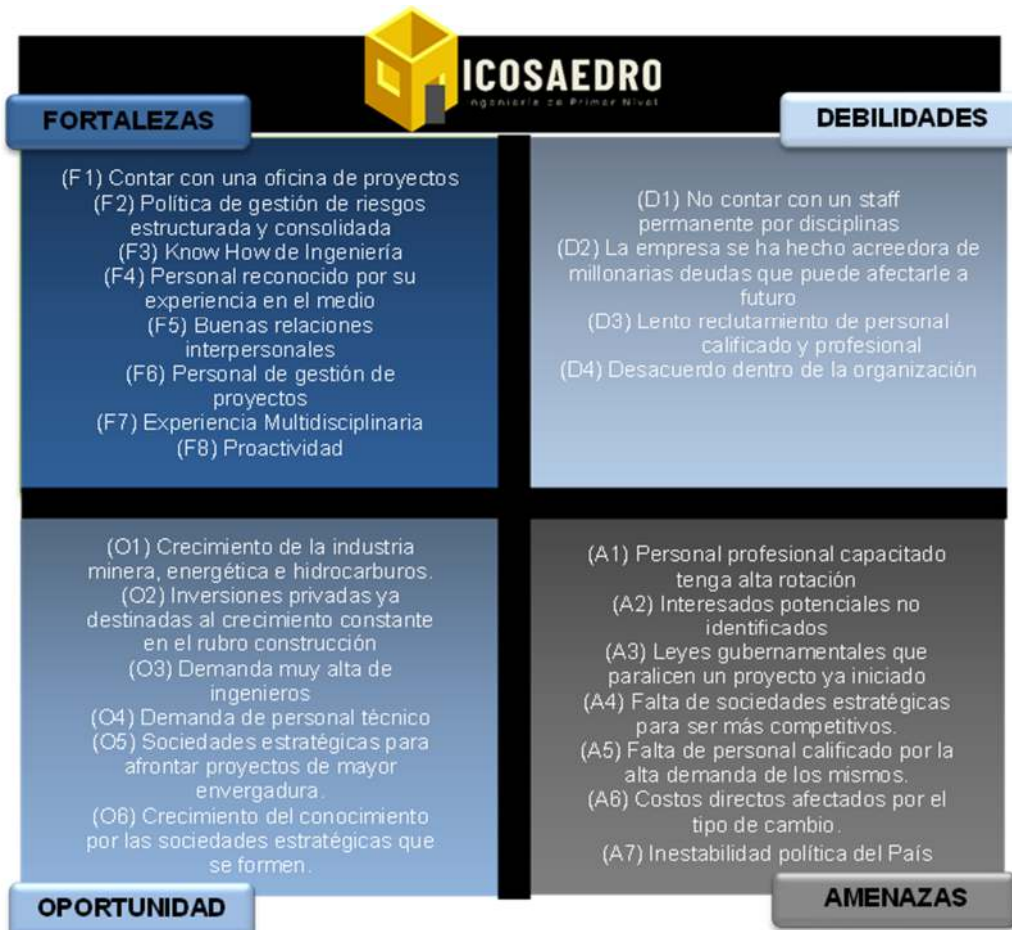 ICOSAEDRO
Ingeniería de Primer Nivel
FORTALEZAS
(F1) Contar con una oficina de proyectos
(F2) Política de gestión de riesgos
estructurada y consolidada
(F3) Know How de Ingeniería
(F4) Personal reconocido por su
experiencia en el medio
(F5) Buenas relaciones
interpersonales
(F6) Personal de gestión de
proyectos
(F7) Experiencia Multidisciplinaria
(F8) Proactividad
DEBILIDADES
(D1) No contar con un staff
permanente por disciplinas
(D2) La empresa se ha hecho acreedora de
millonarias deudas que puede afectarle a
futuro
(D3) Lento reclutamiento de personal
calificado y profesional
(D4) Desacuerdo dentro de la organización
(O1) Crecimiento de la industria
minera, energética e hidrocarburos.
(O2) Inversiones privadas ya
destinadas al crecimiento constante
en el rubro construcción
(O3) Demanda muy alta de
ingenieros
(O4) Demanda de personal técnico
(O5) Sociedades estratégicas para
afrontar proyectos de mayor
envergadura.
(O6) Crecimiento del conocimiento
por las sociedades estratégicas que
se formen.
OPORTUNIDAD
(A1) Personal profesional capacitado
tenga alta rotación
(A2) Interesados potenciales no
identificados
(A3) Leyes gubernamentales que
paralicen un proyecto ya iniciado
(A4) Falta de sociedades estratégicas
para ser más competitivos.
(A5) Falta de personal calificado por la
alta demanda de los mismos.
(A6) Costos directos afectados por el
tipo de cambio.
(A7) Inestabilidad política del País
AMENAZAS